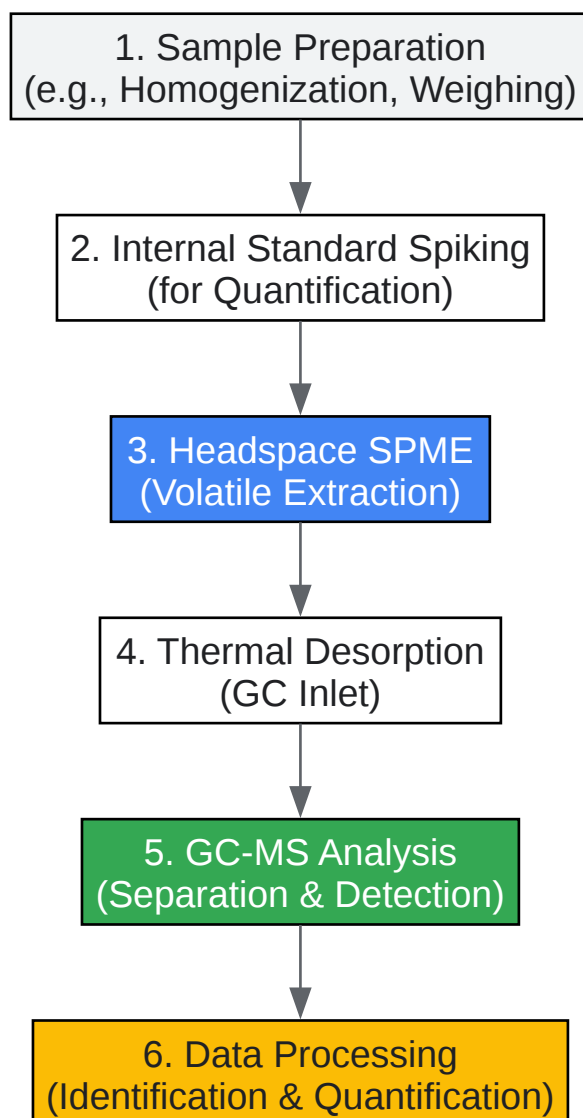 1. Sample Preparation
(e.g., Homogenization, Weighing)
2. Internal Standard Spiking
(for Quantification)
3. Headspace SPME
(Volatile Extraction)
4. Thermal Desorption
(GC Inlet)
5. GC-MS Analysis
(Separation & Detection)
6. Data Processing
(Identification & Quantification)